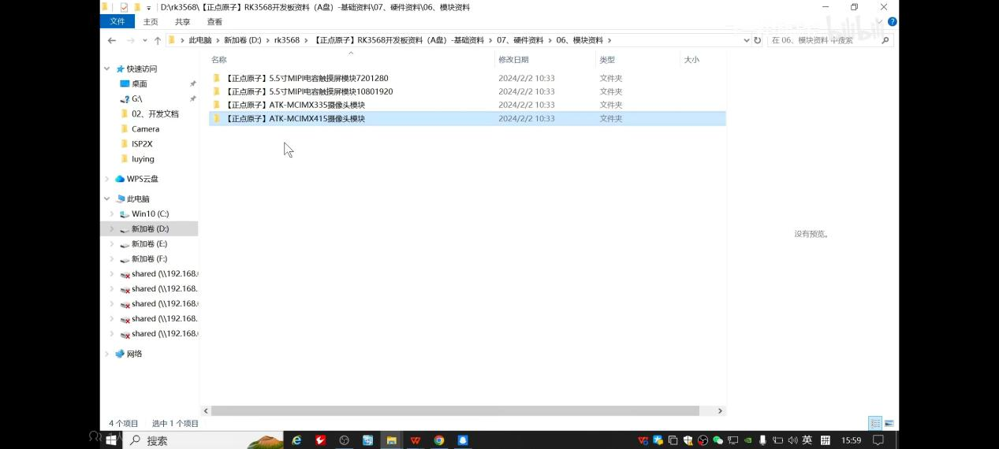 D:\rk3568\【正点原子】RK3568开发板资料（A盘）-基础资料\07、硬件资料\06、模块资料
文件 主页 共享 查看
此电脑 > 新加卷 (D:) > rk3568 > 【正点原子】RK3568开发板资料（A盘）-基础资料 > 07、硬件资料 > 06、模块资料 >
在 06、模块资料 中搜索
bilibili
名称 修改日期 类型 大小
【正点原子】5.5寸MIPI电容触摸屏模块7201280 2024/2/2 10:33 文件夹
【正点原子】5.5寸MIPI电容触摸屏模块10801920 2024/2/2 10:33 文件夹
【正点原子】ATK-MCIMX335摄像头模块 2024/2/2 10:33 文件夹
【正点原子】ATK-MCIMX415摄像头模块 2024/2/2 10:33 文件夹
快速访问
桌面
G:\
02、开发文档
Camera
ISP2X
luying
WPS云盘
此电脑
Win10 (C:)
新加卷 (D:)
新加卷 (E:)
新加卷 (F:)
shared (\\192.168.
shared (\\192.168.
shared (\\192.168.
shared (\\192.168.
shared (\\192.168.
网络
没有预览。
4 个项目 选中 1 个项目
搜索
英
拼
15:59